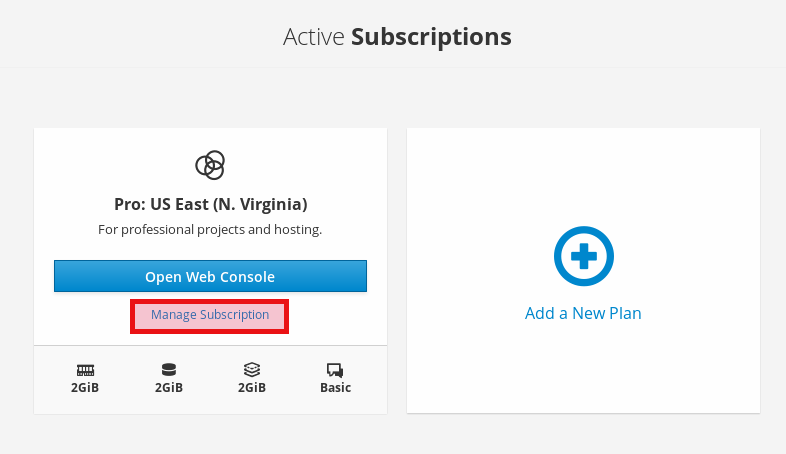 Active Subscriptions
Pro: US East (N. Virginia)
For professional projects and hosting.
Open Web Console
Manage Subscription
2GiB 2GiB 2GiB Basic
Add a New Plan